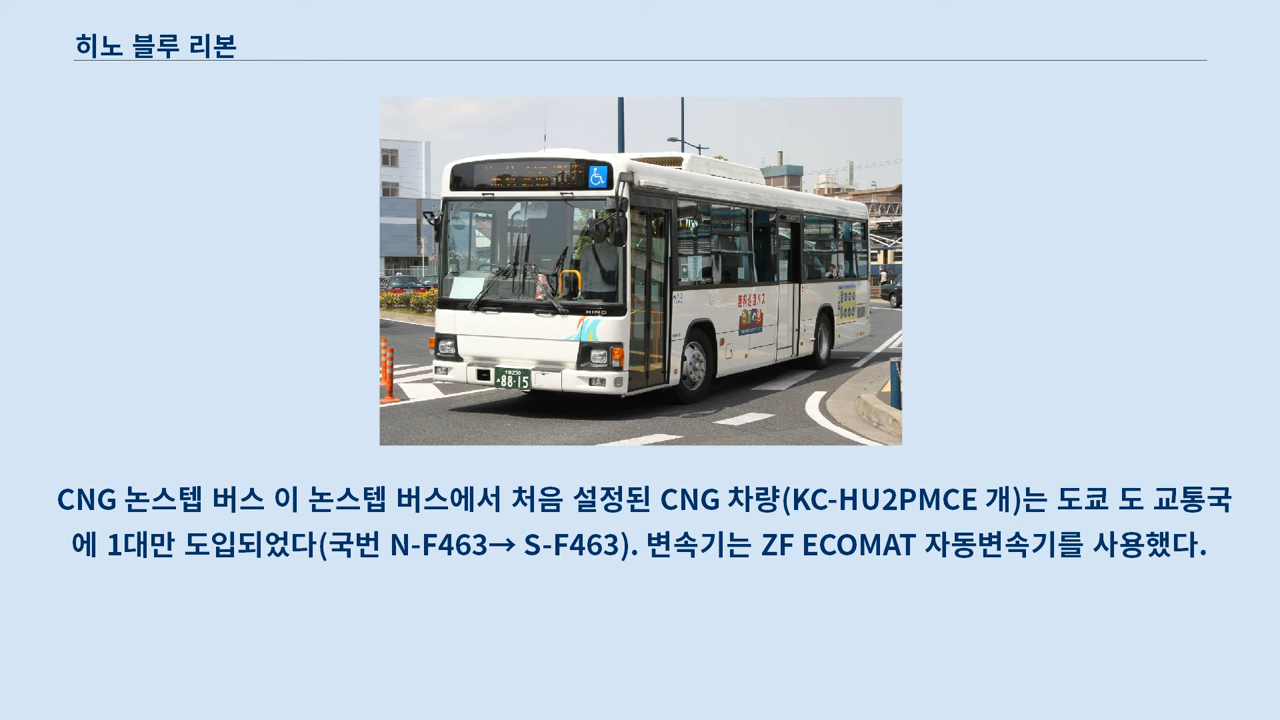 히노 블루 리본
HINO
88-15
CNG 논스텝 버스 이 논스텝 버스에서 처음 설정된 CNG 차량(KC-HU2PMCE 개)는 도쿄 도 교통국
에 1대만 도입되었다(국번 N-F463→ S-F463). 변속기는 ZF ECOMAT 자동변속기를 사용했다.